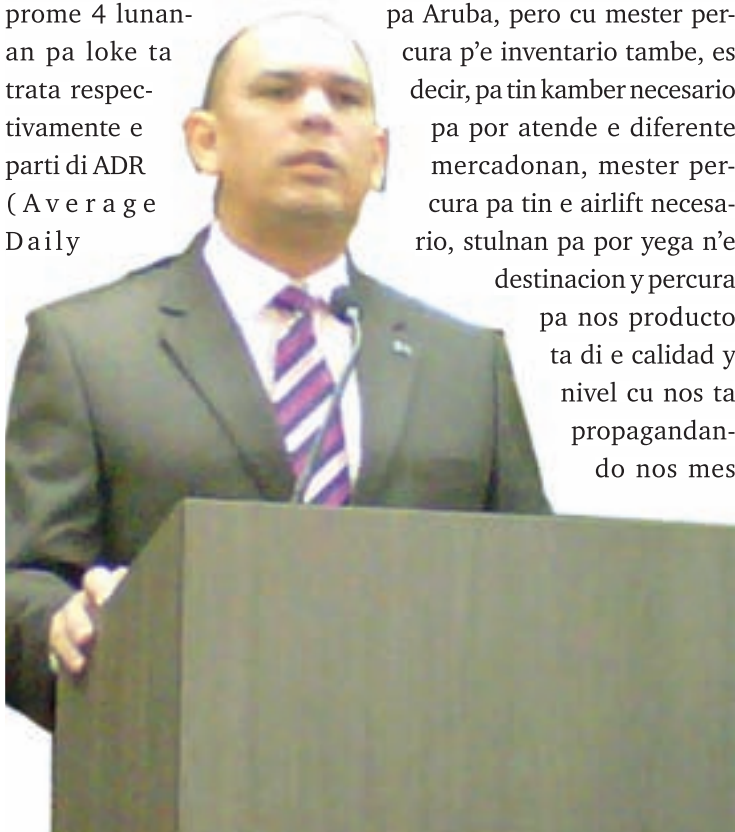 prome 4 lunan-
an pa loke ta
trata respec-
tivamente e
parti di ADR
(Average
Daily
pa Aruba, pero cu mester per-
cura p'e inventario tambe, es
decir, pa tin kamber necesario
pa por atende e diferente
mercadonan, mester per-
cura pa tin e airlift necesa-
rio, stulnan pa por yega n'e
destinacion y percura
pa nos producto
ta di e calidad y
nivel cu nos ta
propagandan-
do nos mes